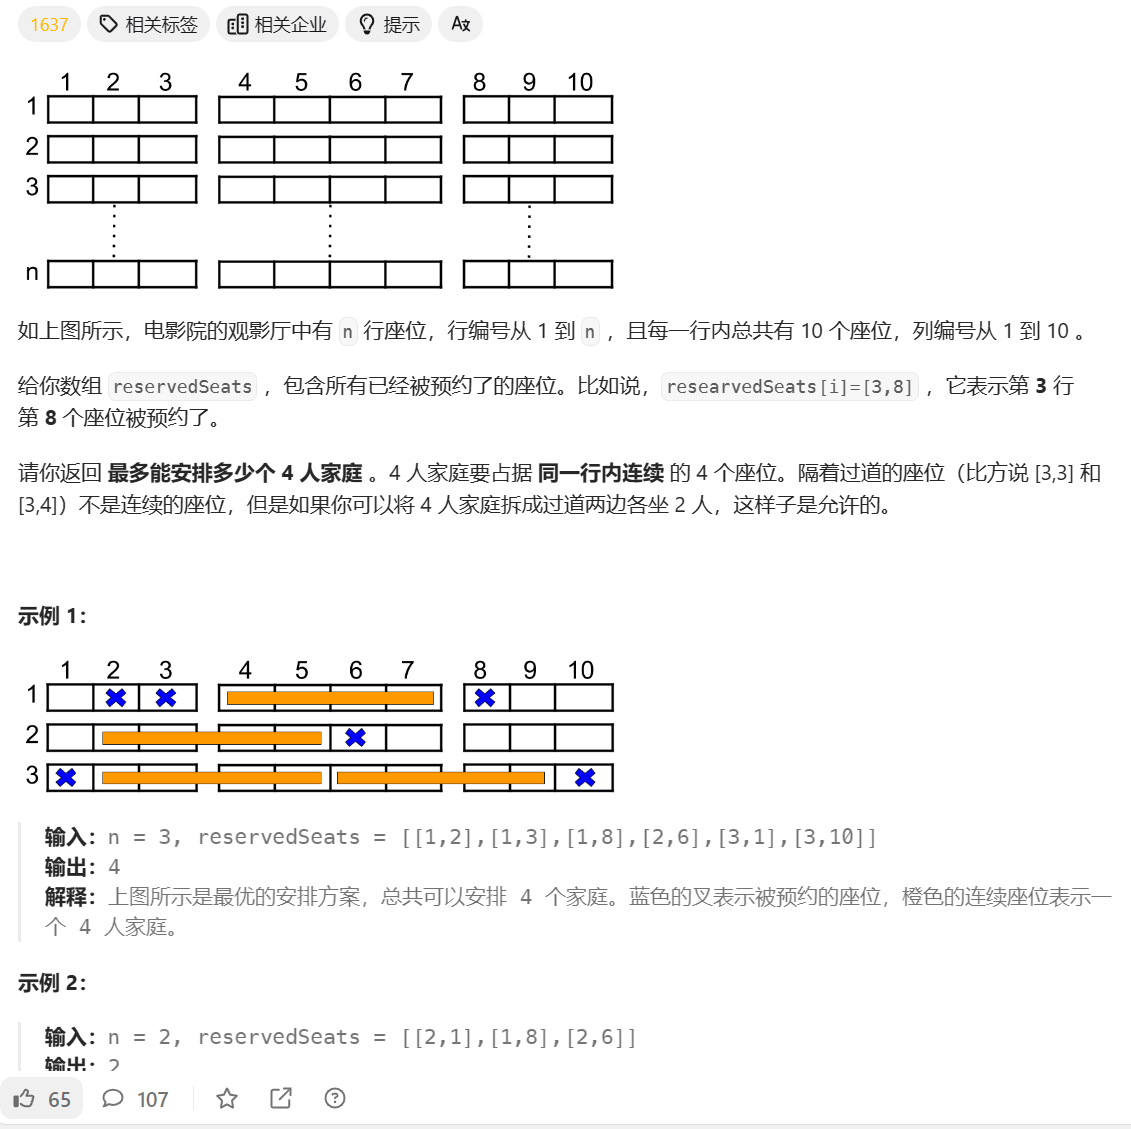 1637 相关标签 相关企业 提示
1 2 3 4 5 6 7 8 9 10
1
2
3
n
如上图所示，电影院的观影厅中有 n 行座位，行编号从 1 到 n ，且每一行内总共有 10 个座位，列编号从 1 到 10 。
给你数组 reservedSeats ，包含所有已经被预约了的座位。比如说，researvedSeats[i]=[3,8] ，它表示第 3 行
第 8 个座位被预约了。
请你返回 最多能安排多少个 4 人家庭 。4 人家庭要占据 同一行内连续 的 4 个座位。隔着过道的座位（比方说 [3,3] 和
[3,4]）不是连续的座位，但是如果你可以将 4 人家庭拆成过道两边各坐 2 人，这样子是允许的。
示例 1：
1 2 3 4 5 6 7 8 9 10
1
2
3
输入：n = 3, reservedSeats = [[1,2],[1,3],[1,8],[2,6],[3,1],[3,10]]
输出：4
解释：上图所示是最优的安排方案，总共可以安排 4 个家庭。蓝色的叉表示被预约的座位，橙色的连续座位表示一
个 4 人家庭。
示例 2：
输入：n = 2, reservedSeats = [[2,1],[1,8],[2,6]]
输出：2
65 107